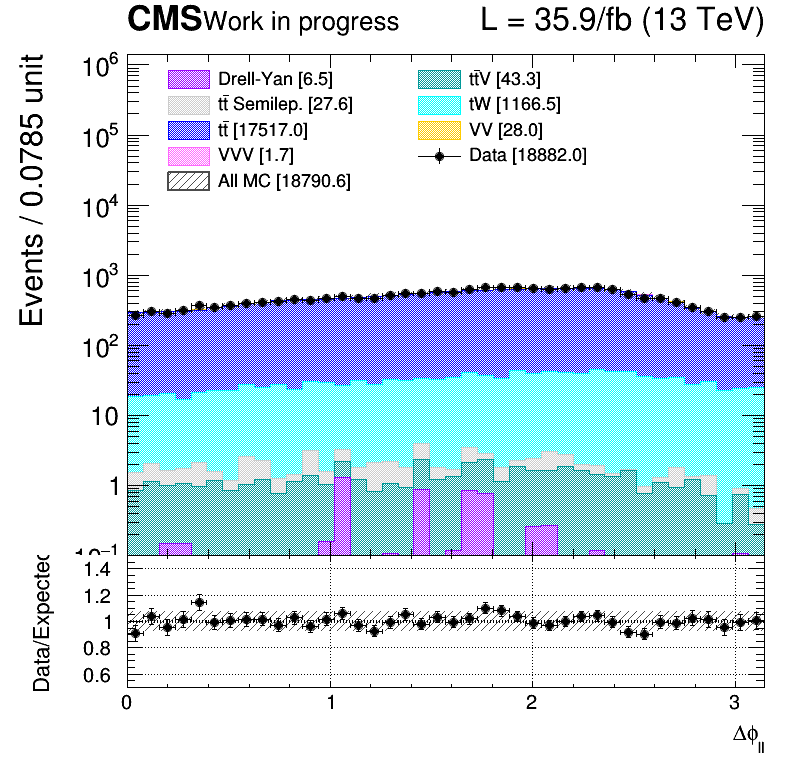 CMS Work in progress L = 35.9/fb (13 TeV)
Events / 0.0785 unit
10⁶
10⁵
10⁴
10³
10²
10
1
10⁻¹
Drell-Yan [6.5]
tt̄ Semilep. [27.6]
tt̄ [17517.0]
VVV [1.7]
All MC [18790.6]
tt̄V [43.3]
tW [1166.5]
VV [28.0]
Data [18882.0]
Data/Expected
1.4
1.2
1
0.8
0.6
0 1 2 3
Δϕ_ll